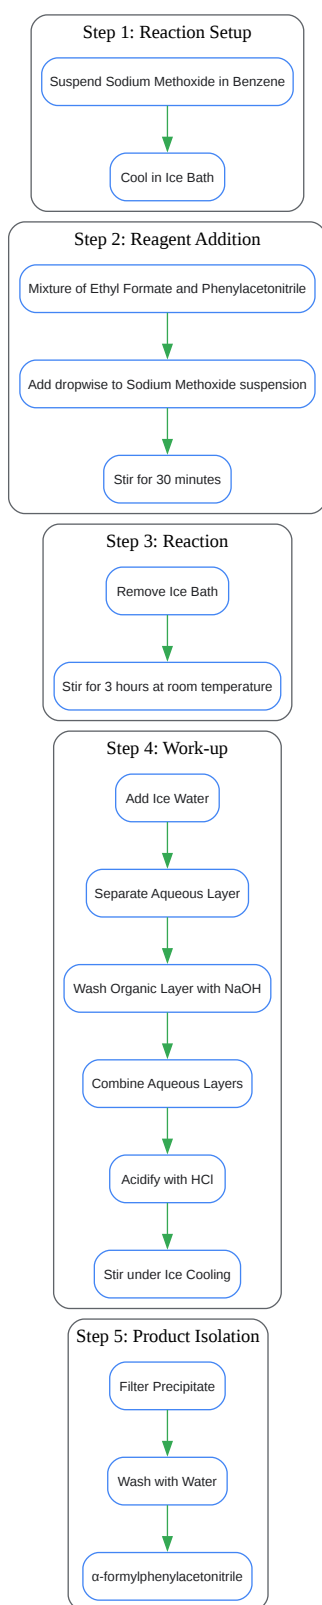 Step 1: Reaction Setup
Suspend Sodium Methoxide in Benzene
Cool in Ice Bath
Step 2: Reagent Addition
Mixture of Ethyl Formate and Phenylacetonitrile
Add dropwise to Sodium Methoxide suspension
Stir for 30 minutes
Step 3: Reaction
Remove Ice Bath
Stir for 3 hours at room temperature
Step 4: Work-up
Add Ice Water
Separate Aqueous Layer
Wash Organic Layer with NaOH
Combine Aqueous Layers
Acidify with HCl
Stir under Ice Cooling
Step 5: Product Isolation
Filter Precipitate
Wash with Water
α-formylphenylacetonitrile